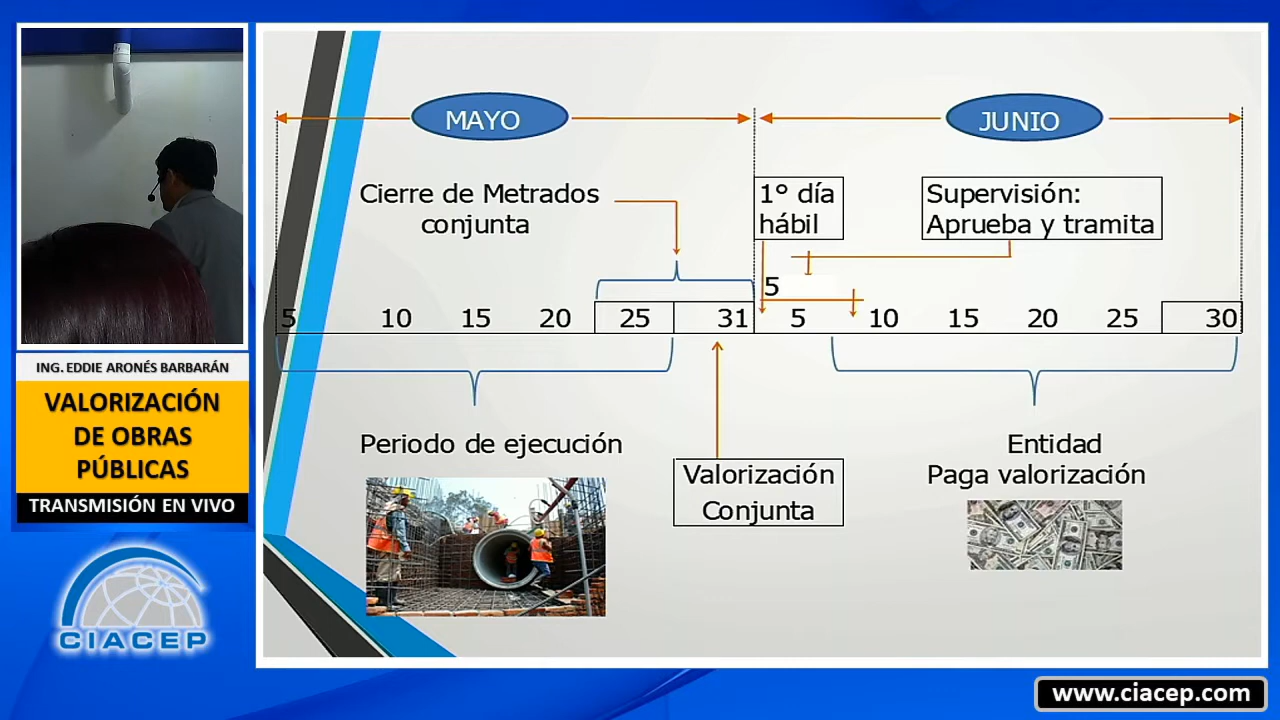 MAYO
JUNIO
Cierre de Metrados
conjunta
1° día
hábil
Supervisión:
Aprueba y tramita
5
5 10 15 20 25 31 5 10 15 20 25 30
Periodo de ejecución
Valorización
Conjunta
Entidad
Paga valorización
ING. EDDIE ARONÉS BARBARÁN
VALORIZACIÓN
DE OBRAS
PÚBLICAS
TRANSMISIÓN EN VIVO
CIACEP
www.ciacep.com